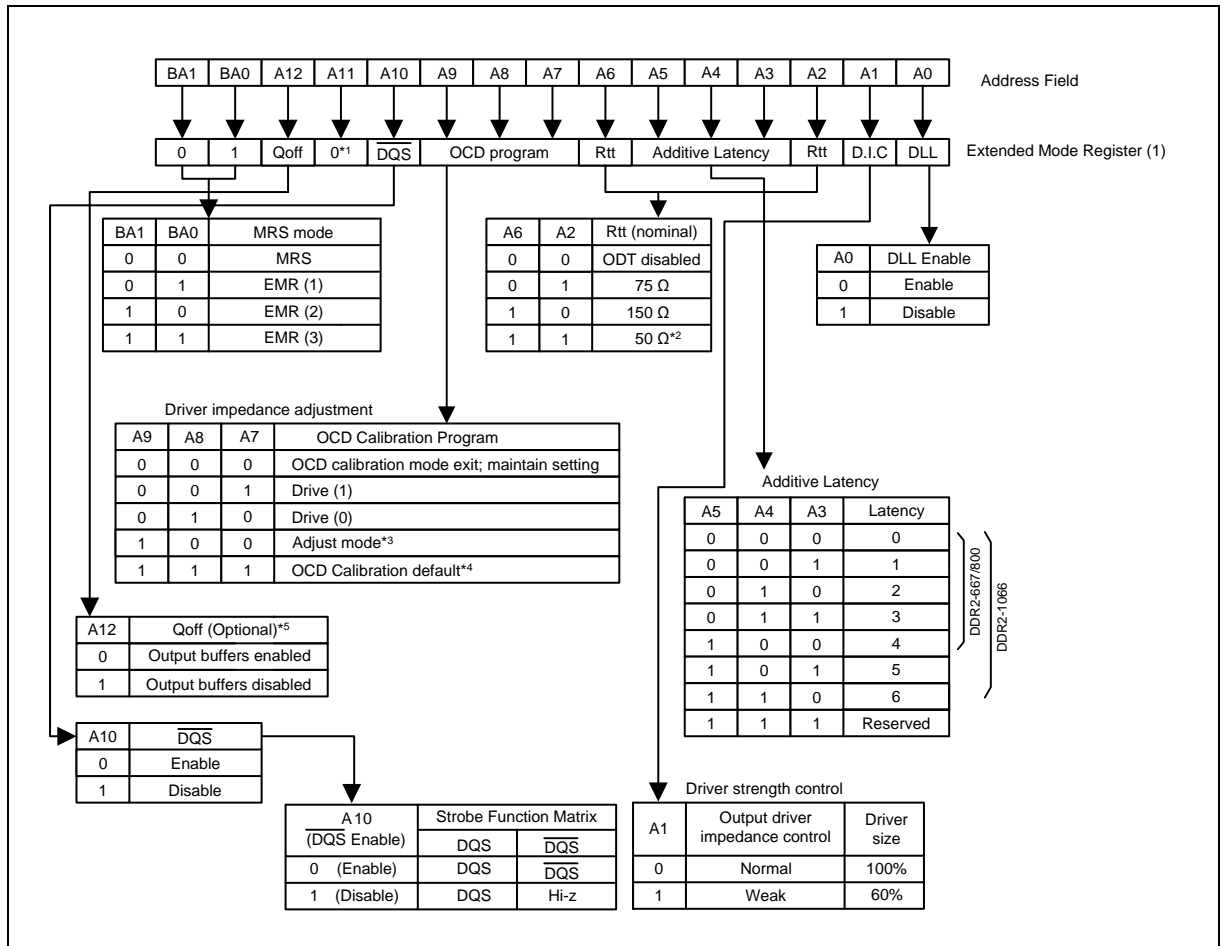 BA1 BA0 A12 A11 A10 A9 A8 A7 A6 A5 A4 A3 A2 A1 A0 Address Field
0 1 Qoff 0*1 D̅Q̅S̅ OCD program Rtt Additive Latency Rtt D.I.C DLL Extended Mode Register (1)
BA1 BA0 MRS mode
0 0 MRS
0 1 EMR (1)
1 0 EMR (2)
1 1 EMR (3)
A6 A2 Rtt (nominal)
0 0 ODT disabled
0 1 75 Ω
1 0 150 Ω
1 1 50 Ω*2
A0 DLL Enable
0 Enable
1 Disable
Driver impedance adjustment
A9 A8 A7 OCD Calibration Program
0 0 0 OCD calibration mode exit; maintain setting
0 0 1 Drive (1)
0 1 0 Drive (0)
1 0 0 Adjust mode*3
1 1 1 OCD Calibration default*4
Additive Latency
A5 A4 A3 Latency
0 0 0 0
0 0 1 1
0 1 0 2
0 1 1 3
1 0 0 4
1 0 1 5
1 1 0 6
1 1 1 Reserved
DDR2-667/800
DDR2-1066
A12 Qoff (Optional)*5
0 Output buffers enabled
1 Output buffers disabled
A10 D̅Q̅S̅
0 Enable
1 Disable
A10 (D̅Q̅S̅ Enable) Strobe Function Matrix
DQS D̅Q̅S̅
0 (Enable) DQS D̅Q̅S̅
1 (Disable) DQS Hi-z
Driver strength control
A1 Output driver impedance control Driver size
0 Normal 100%
1 Weak 60%